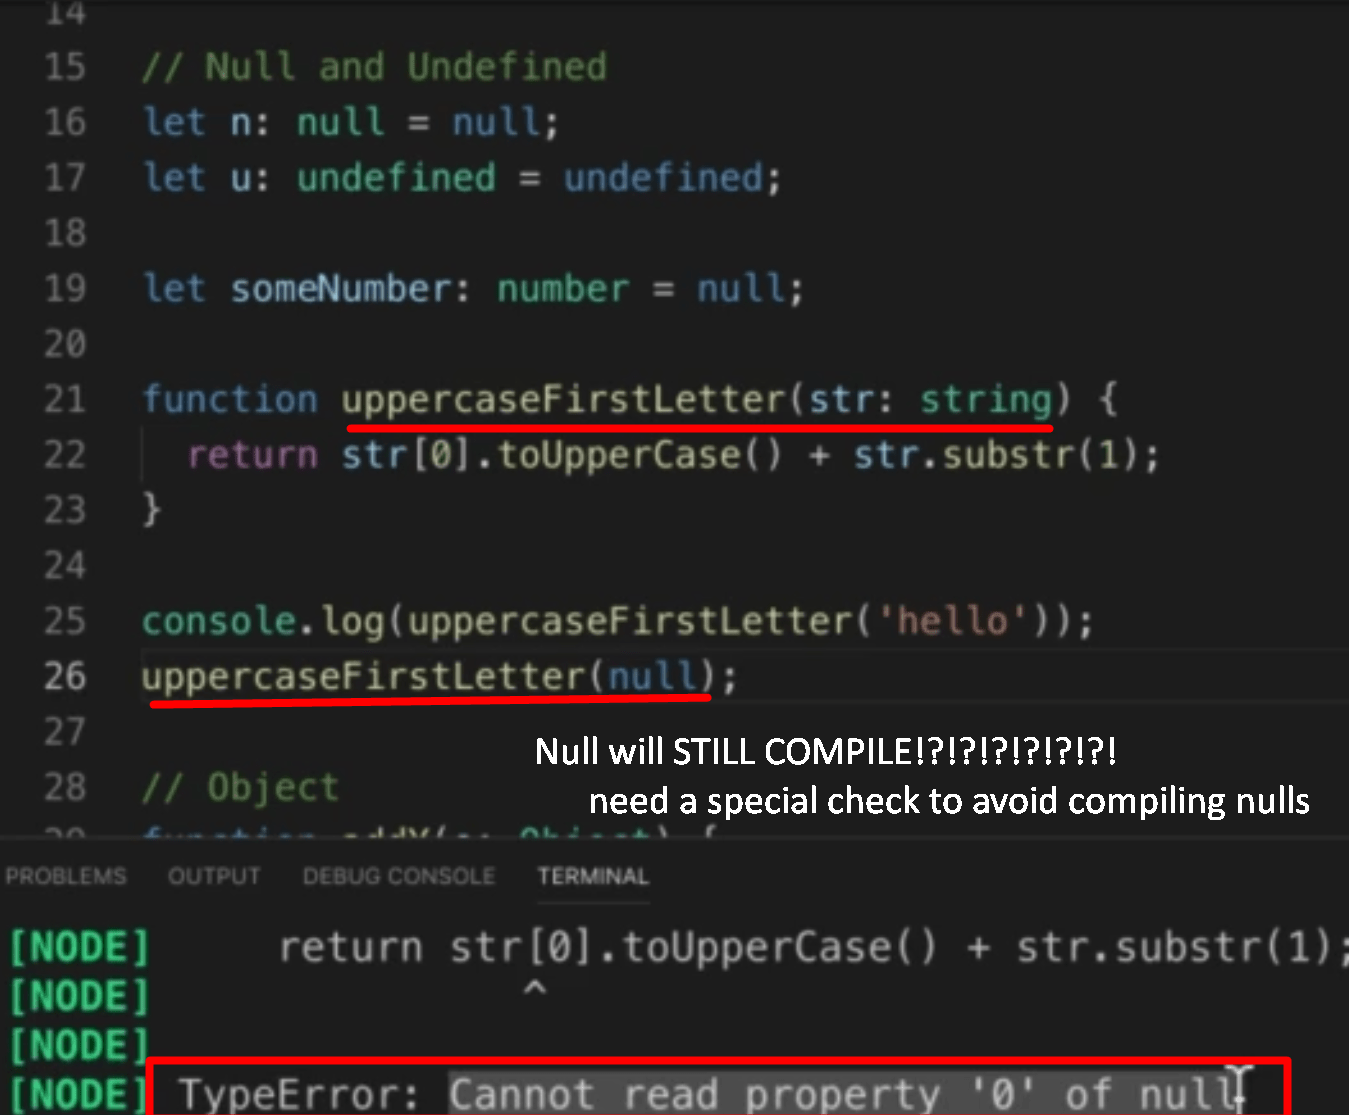 14
15 // Null and Undefined
16 let n: null = null;
17 let u: undefined = undefined;
18
19 let someNumber: number = null;
20
21 function uppercaseFirstLetter(str: string) {
22 return str[0].toUpperCase() + str.substr(1);
23 }
24
25 console.log(uppercaseFirstLetter('hello'));
26 uppercaseFirstLetter(null);
27
Null will STILL COMPILE!?!?!?!?!?!?!
28 // Object
need a special check to avoid compiling nulls
29 function addY(o: Object) {
PROBLEMS OUTPUT DEBUG CONSOLE TERMINAL
[NODE] return str[0].toUpperCase() + str.substr(1);
[NODE] ^
[NODE]
[NODE] TypeError: Cannot read property '0' of null